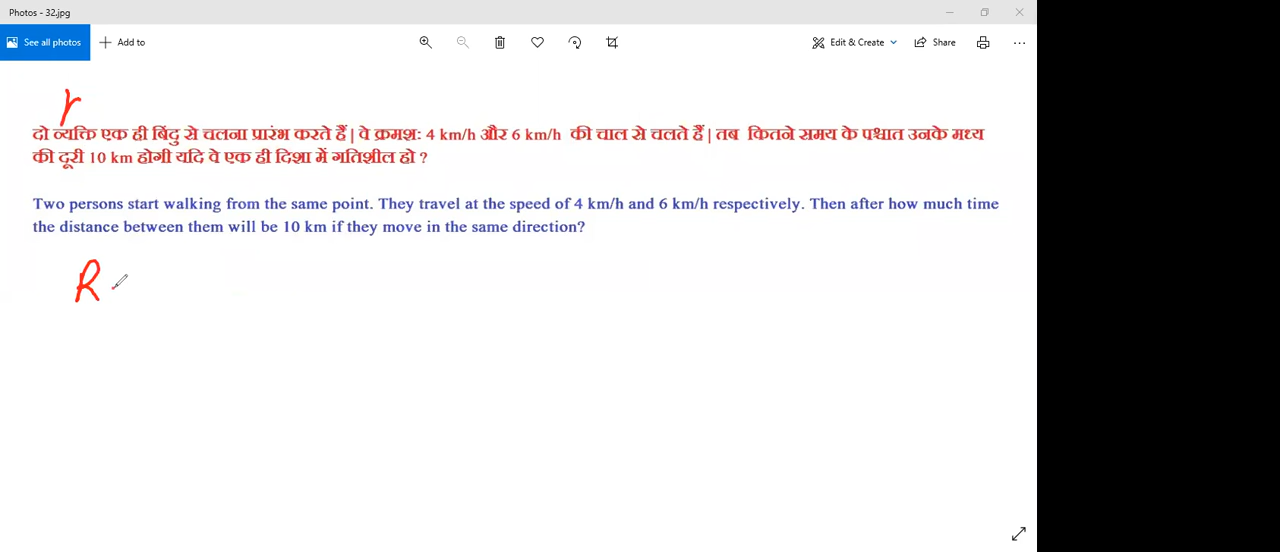 Photos - 32.jpg
See all photos
Add to
Edit & Create
Share
r
दो व्यक्ति एक ही बिंदु से चलना प्रारंभ करते हैं | वे क्रमश: 4 km/h और 6 km/h की चाल से चलते हैं | तब कितने समय के पश्चात उनके मध्य
की दूरी 10 km होगी यदि वे एक ही दिशा में गतिशील हो ?
Two persons start walking from the same point. They travel at the speed of 4 km/h and 6 km/h respectively. Then after how much time
the distance between them will be 10 km if they move in the same direction?
R